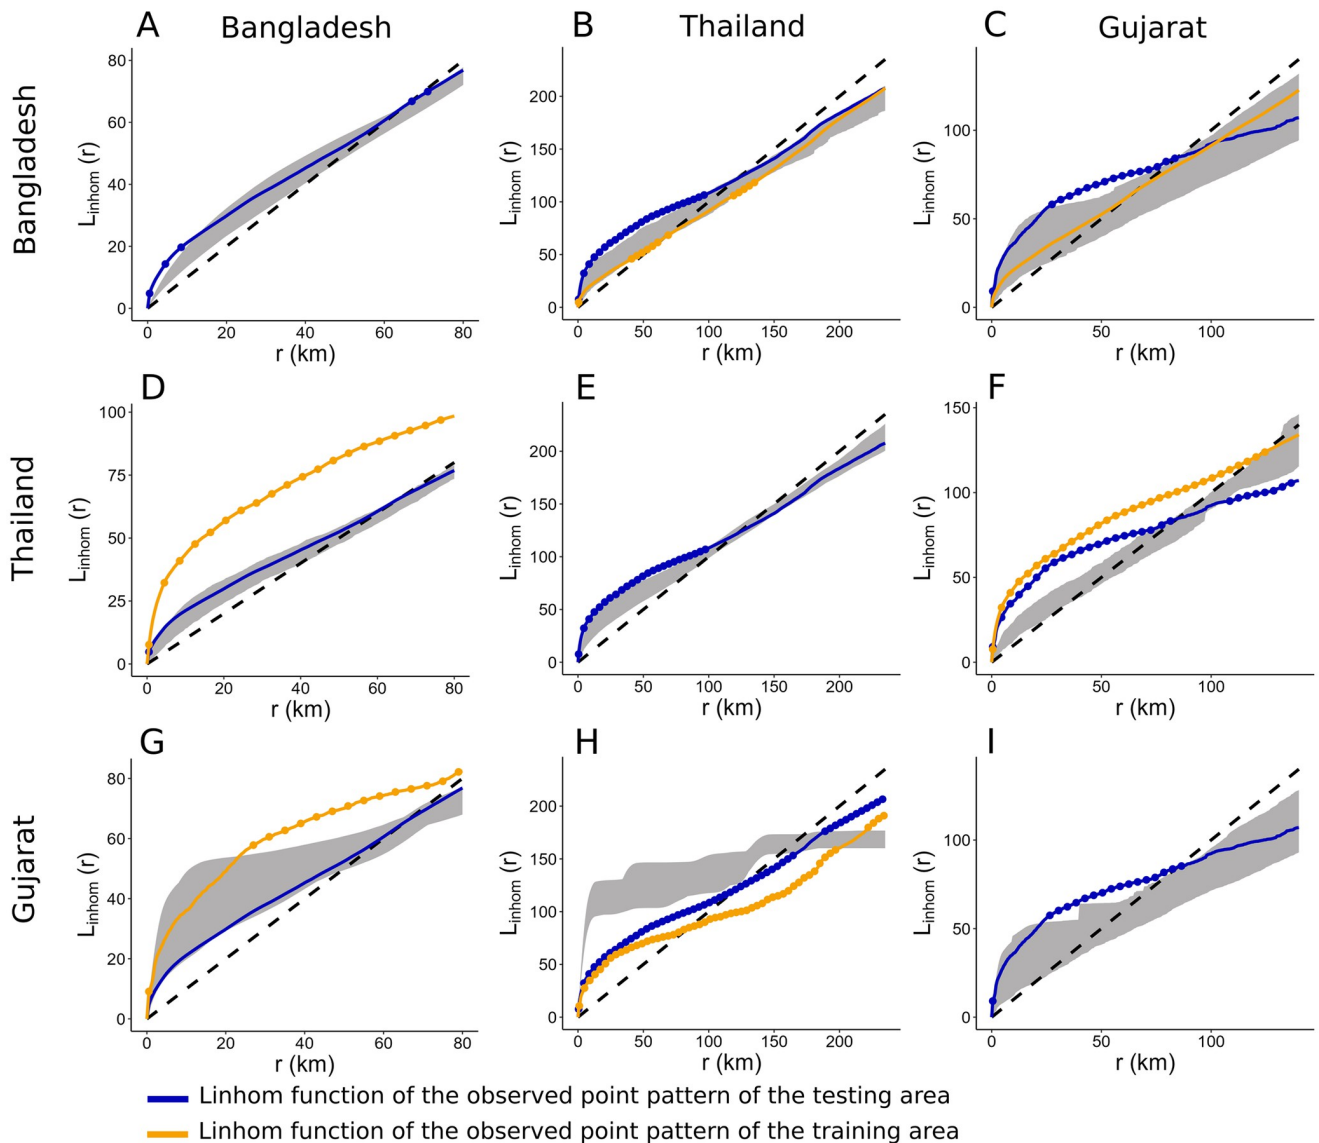 A Bangladesh B Thailand C Gujarat
Bangladesh
Linhom (r)
80
60
40
20
0
0 20 40 60 80
r (km)
Linhom (r)
200
150
100
50
0
0 50 100 150 200
r (km)
Linhom (r)
100
50
0
0 50 100
r (km)
Thailand
D
Linhom (r)
100
75
50
25
0
0 20 40 60 80
r (km)
E
Linhom (r)
200
150
100
50
0
0 50 100 150 200
r (km)
F
Linhom (r)
150
100
50
0
0 50 100
r (km)
Gujarat
G
Linhom (r)
80
60
40
20
0
0 20 40 60 80
r (km)
H
Linhom (r)
200
150
100
50
0
0 50 100 150 200
r (km)
I
Linhom (r)
100
50
0
0 50 100
r (km)
Linhom function of the observed point pattern of the testing area
Linhom function of the observed point pattern of the training area